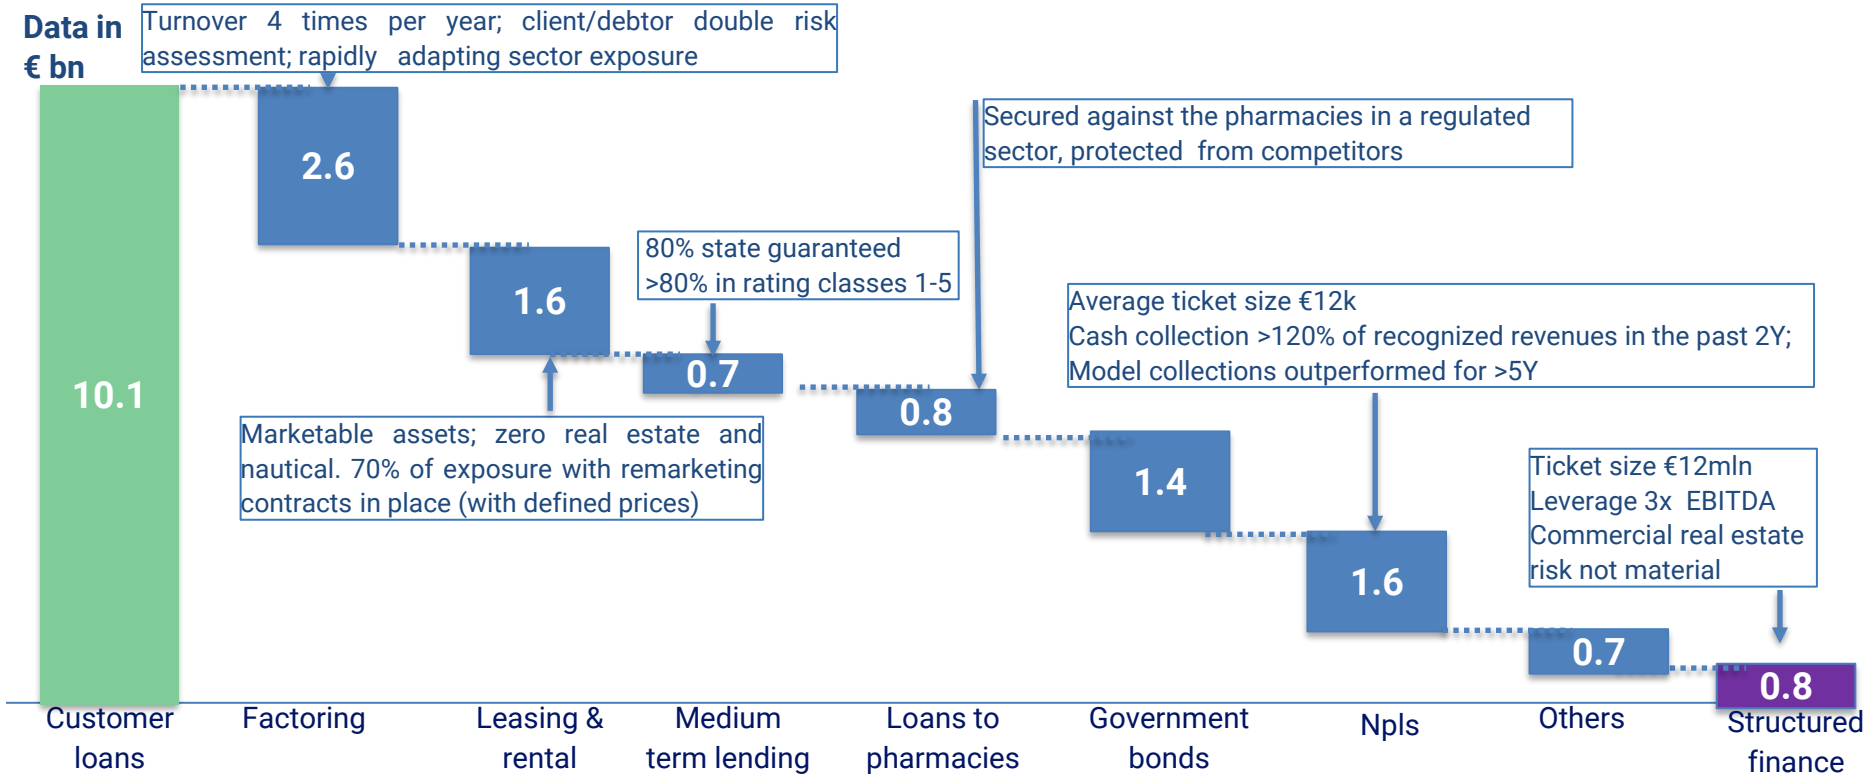 Data in
€ bn
Turnover 4 times per year; client/debtor double risk
assessment; rapidly adapting sector exposure
Secured against the pharmacies in a regulated
sector, protected from competitors
80% state guaranteed
>80% in rating classes 1-5
Average ticket size €12k
Cash collection >120% of recognized revenues in the past 2Y;
Model collections outperformed for >5Y
Marketable assets; zero real estate and
nautical. 70% of exposure with remarketing
contracts in place (with defined prices)
Ticket size €12mln
Leverage 3x EBITDA
Commercial real estate
risk not material
10.1
2.6
1.6
0.7
0.8
1.4
1.6
0.7
0.8
Customer
loans
Factoring
Leasing &
rental
Medium
term lending
Loans to
pharmacies
Government
bonds
Npls
Others
Structured
finance